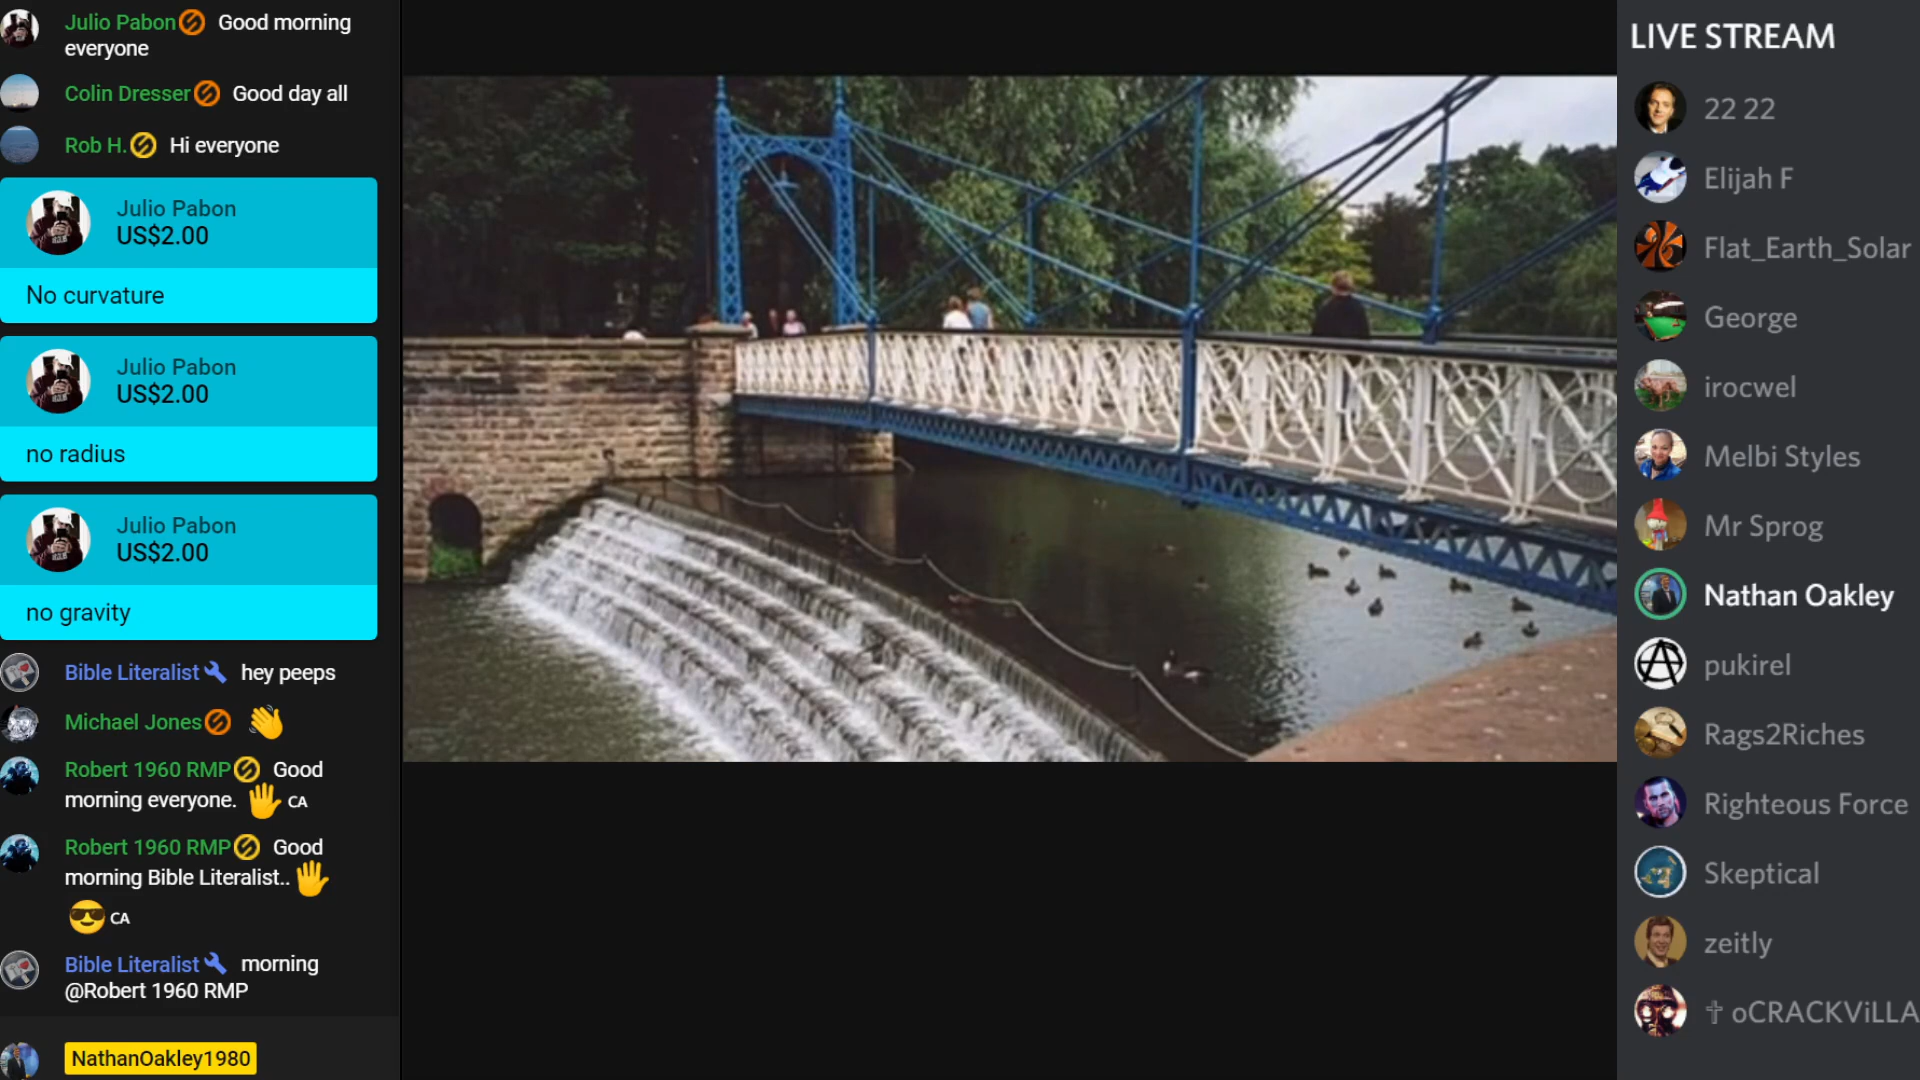 Julio Pabon Good morning
everyone
Colin Dresser Good day all
Rob H. Hi everyone
Julio Pabon
US$2.00
No curvature
Julio Pabon
US$2.00
no radius
Julio Pabon
US$2.00
no gravity
Bible Literalist hey peeps
Michael Jones 👋
Robert 1960 RMP Good
morning everyone. 🖐 CA
Robert 1960 RMP Good
morning Bible Literalist.. 🖐
😎 CA
Bible Literalist morning
@Robert 1960 RMP
NathanOakley1980
LIVE STREAM
22 22
Elijah F
Flat_Earth_Solar
George
irocwel
Melbi Styles
Mr Sprog
Nathan Oakley
pukirel
Rags2Riches
Righteous Force
Skeptical
zeitly
✝ oCRACKViLLA